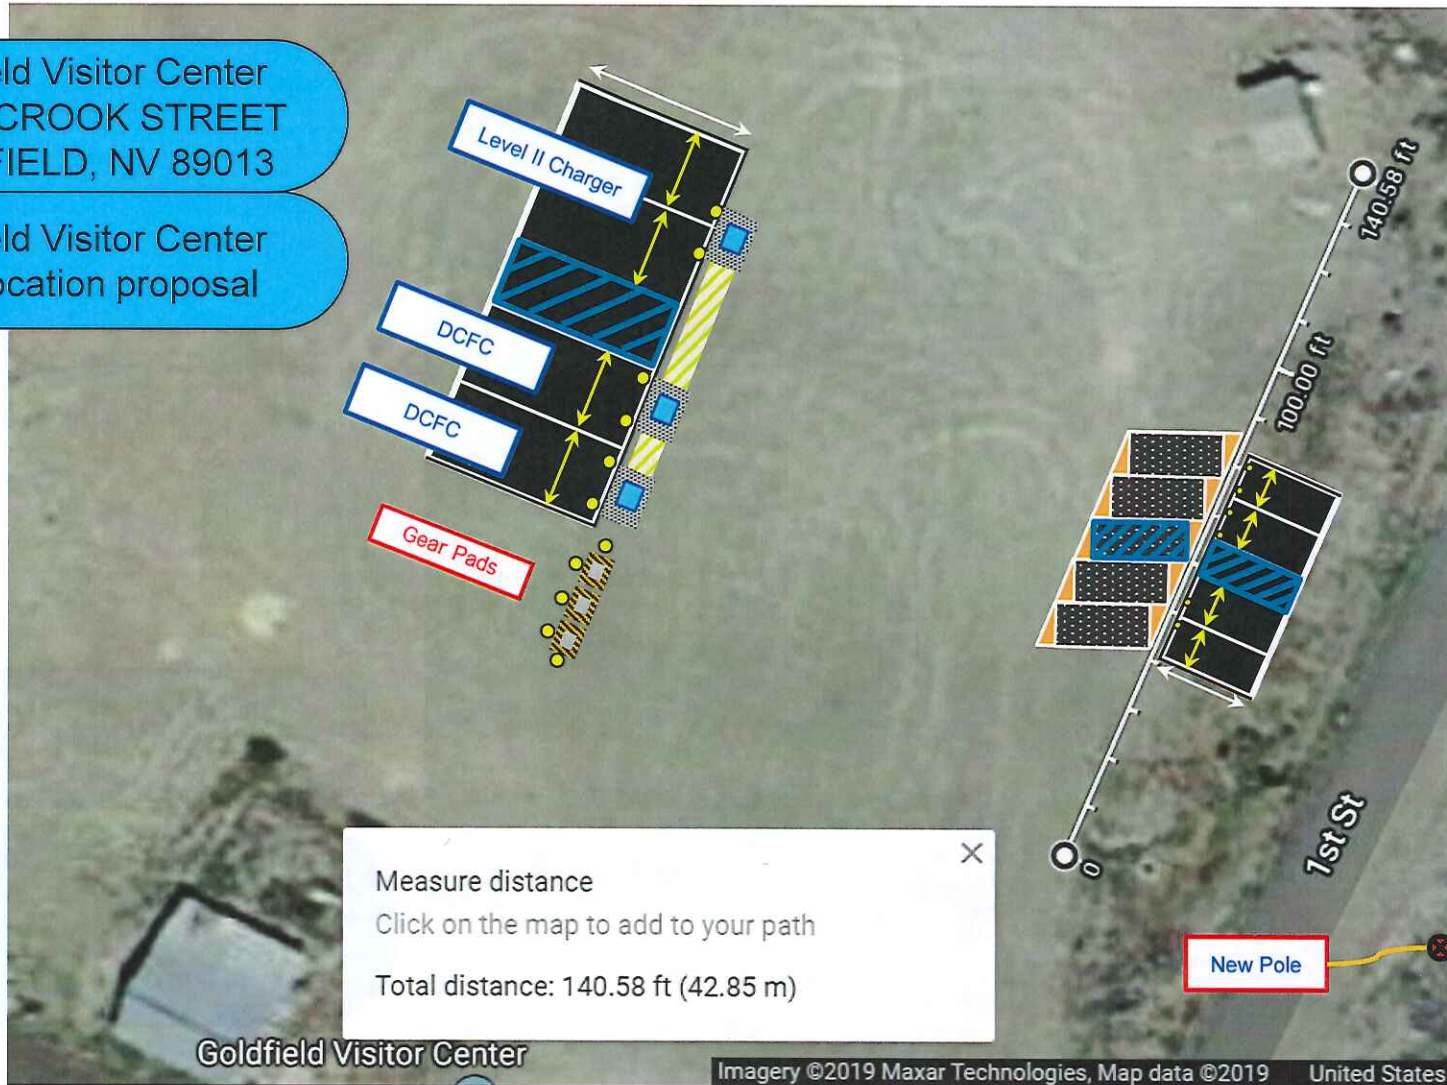 eld Visitor Center
CROOK STREET
FIELD, NV 89013
eld Visitor Center
ocation proposal
Level II Charger
DCFC
DCFC
Gear Pads
140.58 ft
100.00 ft
0
1st St
Measure distance
Click on the map to add to your path
Total distance: 140.58 ft (42.85 m)
New Pole
Goldfield Visitor Center
Imagery ©2019 Maxar Technologies, Map data ©2019 United States